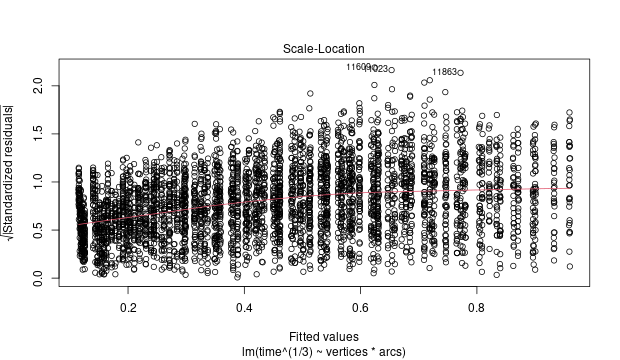 Scale-Location
√|Standardized residuals|
2.0
1.5
1.0
0.5
0.0
11863
0.2 0.4 0.6 0.8
Fitted values
lm(time^(1/3) ~ vertices * arcs)